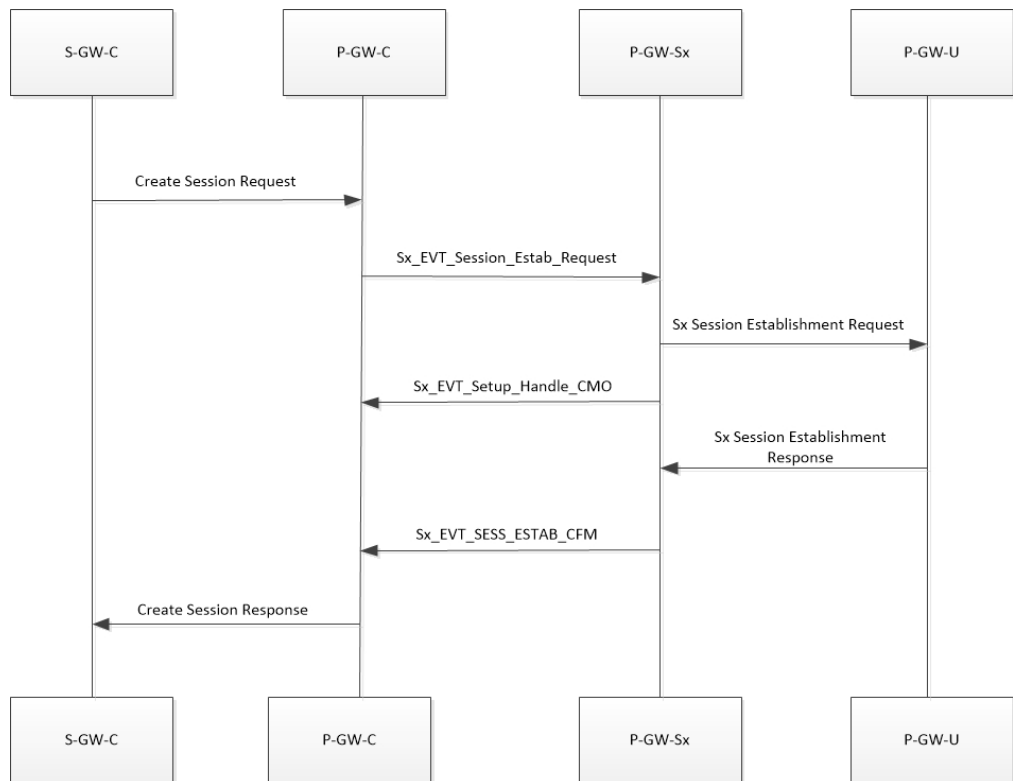 S-GW-C
P-GW-C
P-GW-Sx
P-GW-U
Create Session Request
Sx_EVT_Session_Estab_Request
Sx Session Establishment Request
Sx_EVT_Setup_Handle_CMO
Sx Session Establishment
Response
Sx_EVT_SESS_ESTAB_CFM
Create Session Response
S-GW-C
P-GW-C
P-GW-Sx
P-GW-U